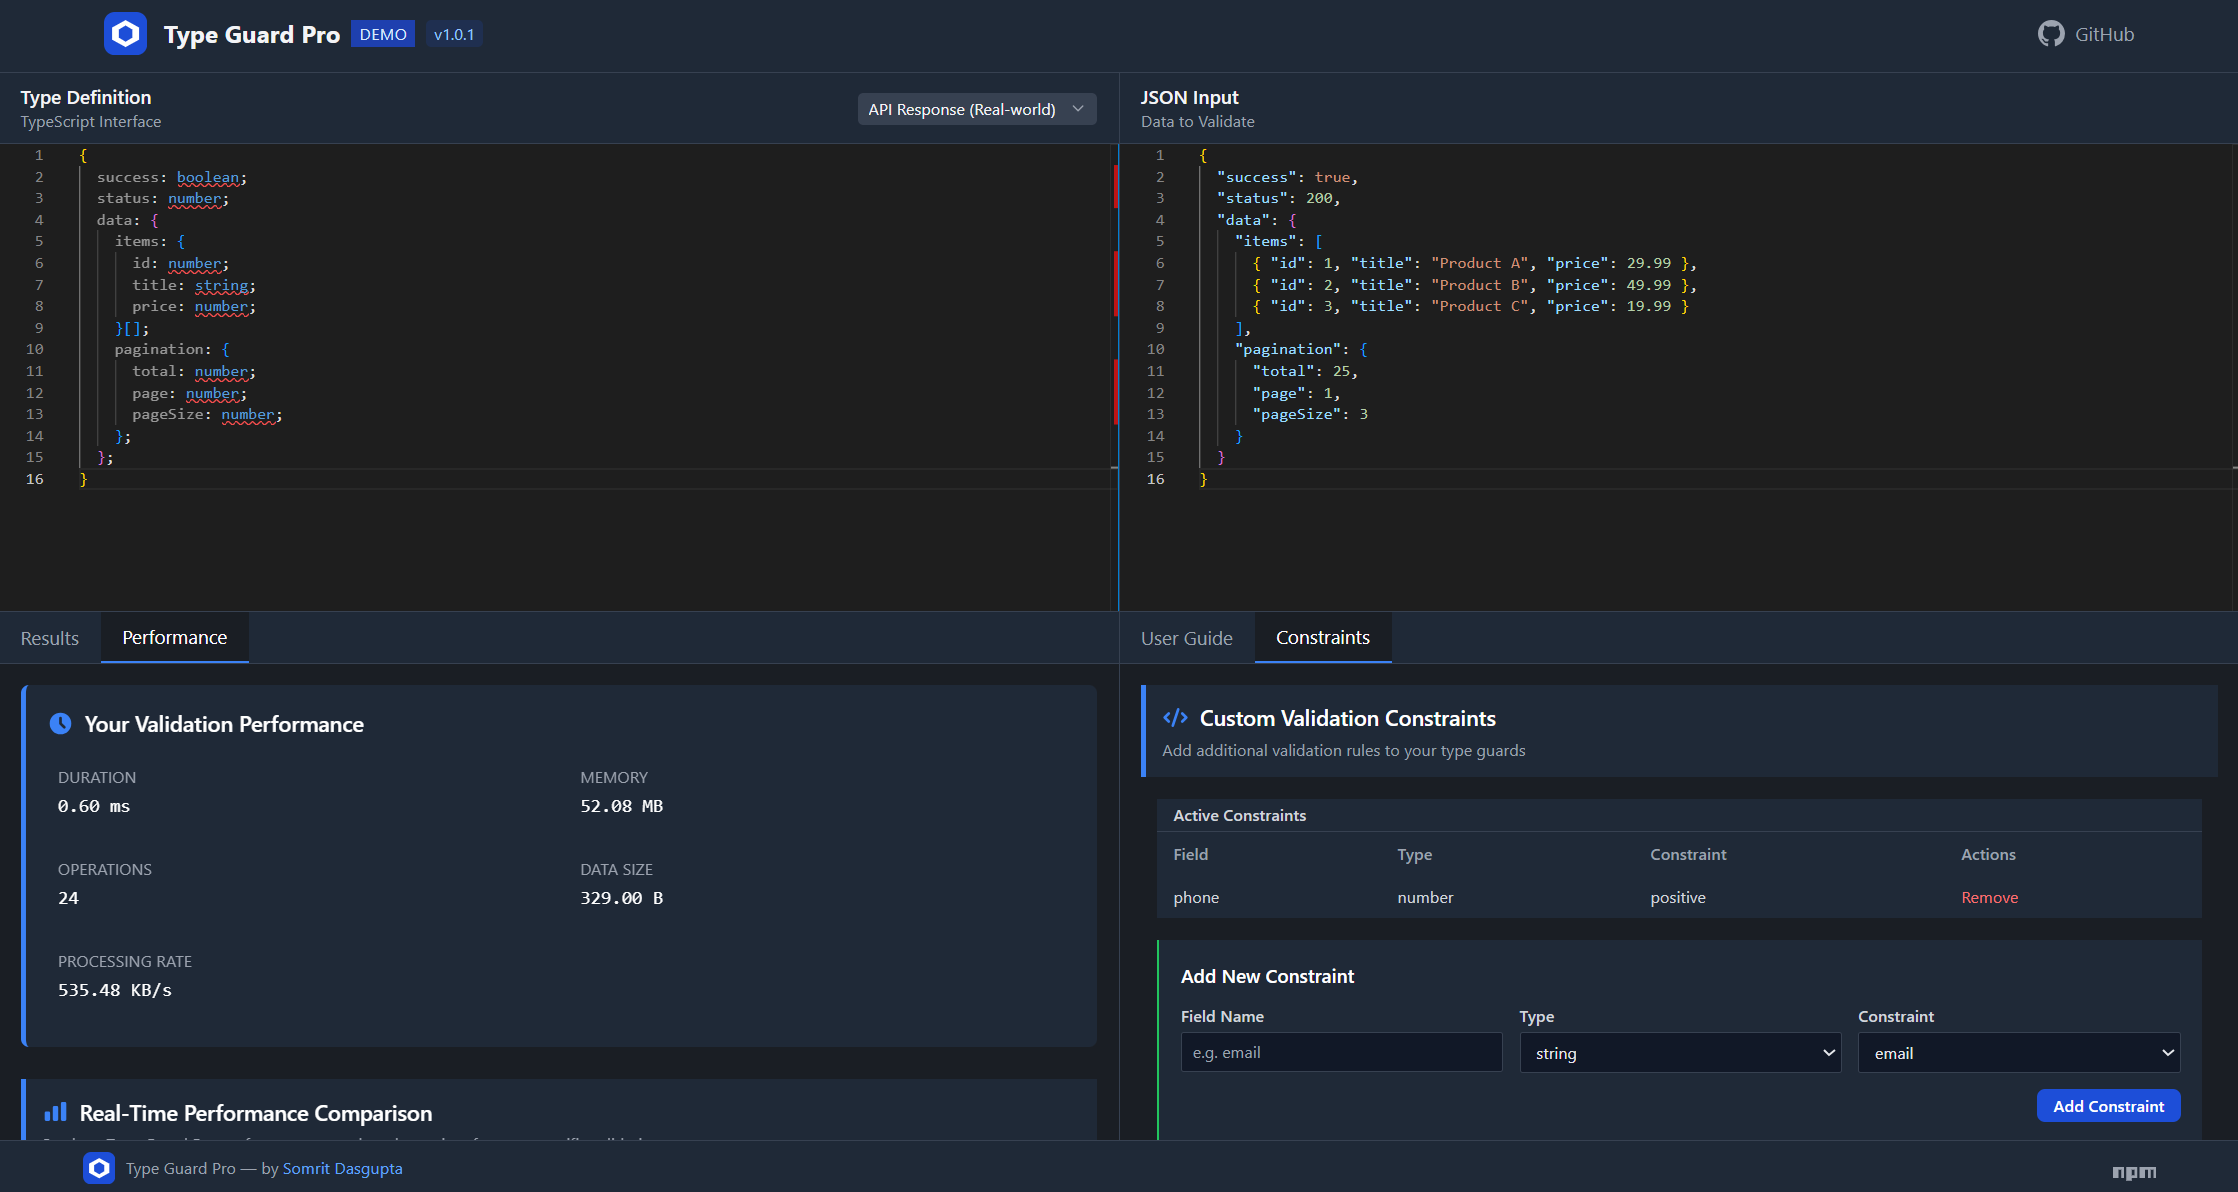 Type Guard Pro DEMO v1.0.1
GitHub
Type Definition
TypeScript Interface
API Response (Real-world)
1 {
2 success: boolean;
3 status: number;
4 data: {
5 items: {
6 id: number;
7 title: string;
8 price: number;
9 }[];
10 pagination: {
11 total: number;
12 page: number;
13 pageSize: number;
14 };
15 };
16 }
JSON Input
Data to Validate
1 {
2 "success": true,
3 "status": 200,
4 "data": {
5 "items": [
6 { "id": 1, "title": "Product A", "price": 29.99 },
7 { "id": 2, "title": "Product B", "price": 49.99 },
8 { "id": 3, "title": "Product C", "price": 19.99 }
9 ],
10 "pagination": {
11 "total": 25,
12 "page": 1,
13 "pageSize": 3
14 }
15 }
16 }
Results Performance
Your Validation Performance
DURATION MEMORY
0.60 ms 52.08 MB
OPERATIONS DATA SIZE
24 329.00 B
PROCESSING RATE
535.48 KB/s
Real-Time Performance Comparison
User Guide Constraints
Custom Validation Constraints
Add additional validation rules to your type guards
Active Constraints
Field Type Constraint Actions
phone number positive Remove
Add New Constraint
Field Name Type Constraint
e.g. email string email
Add Constraint
Type Guard Pro — by Somrit Dasgupta
npm